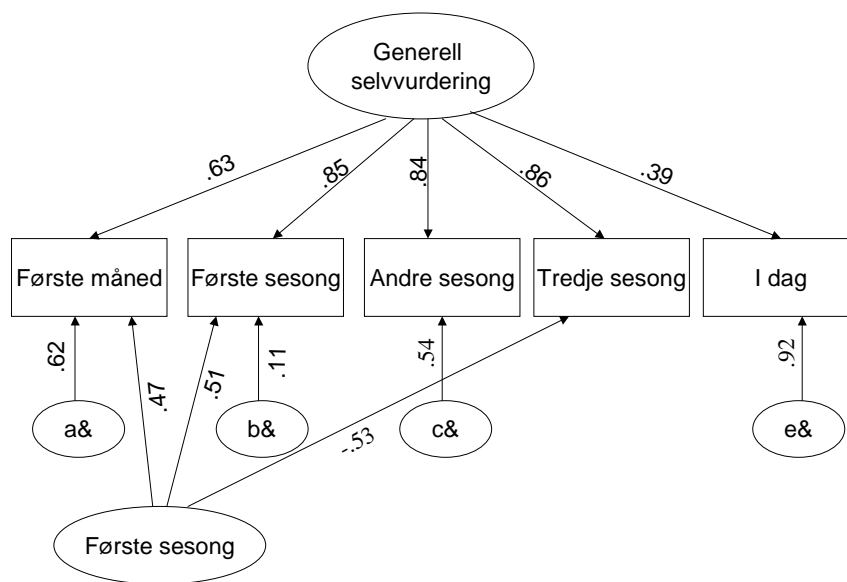 Generell
selvvurdering
.63
.85
.84
.86
.39
Første måned
Første sesong
Andre sesong
Tredje sesong
I dag
.62
.47
.51
.11
.54
.92
a&
b&
c&
e&
-.53
Første sesong